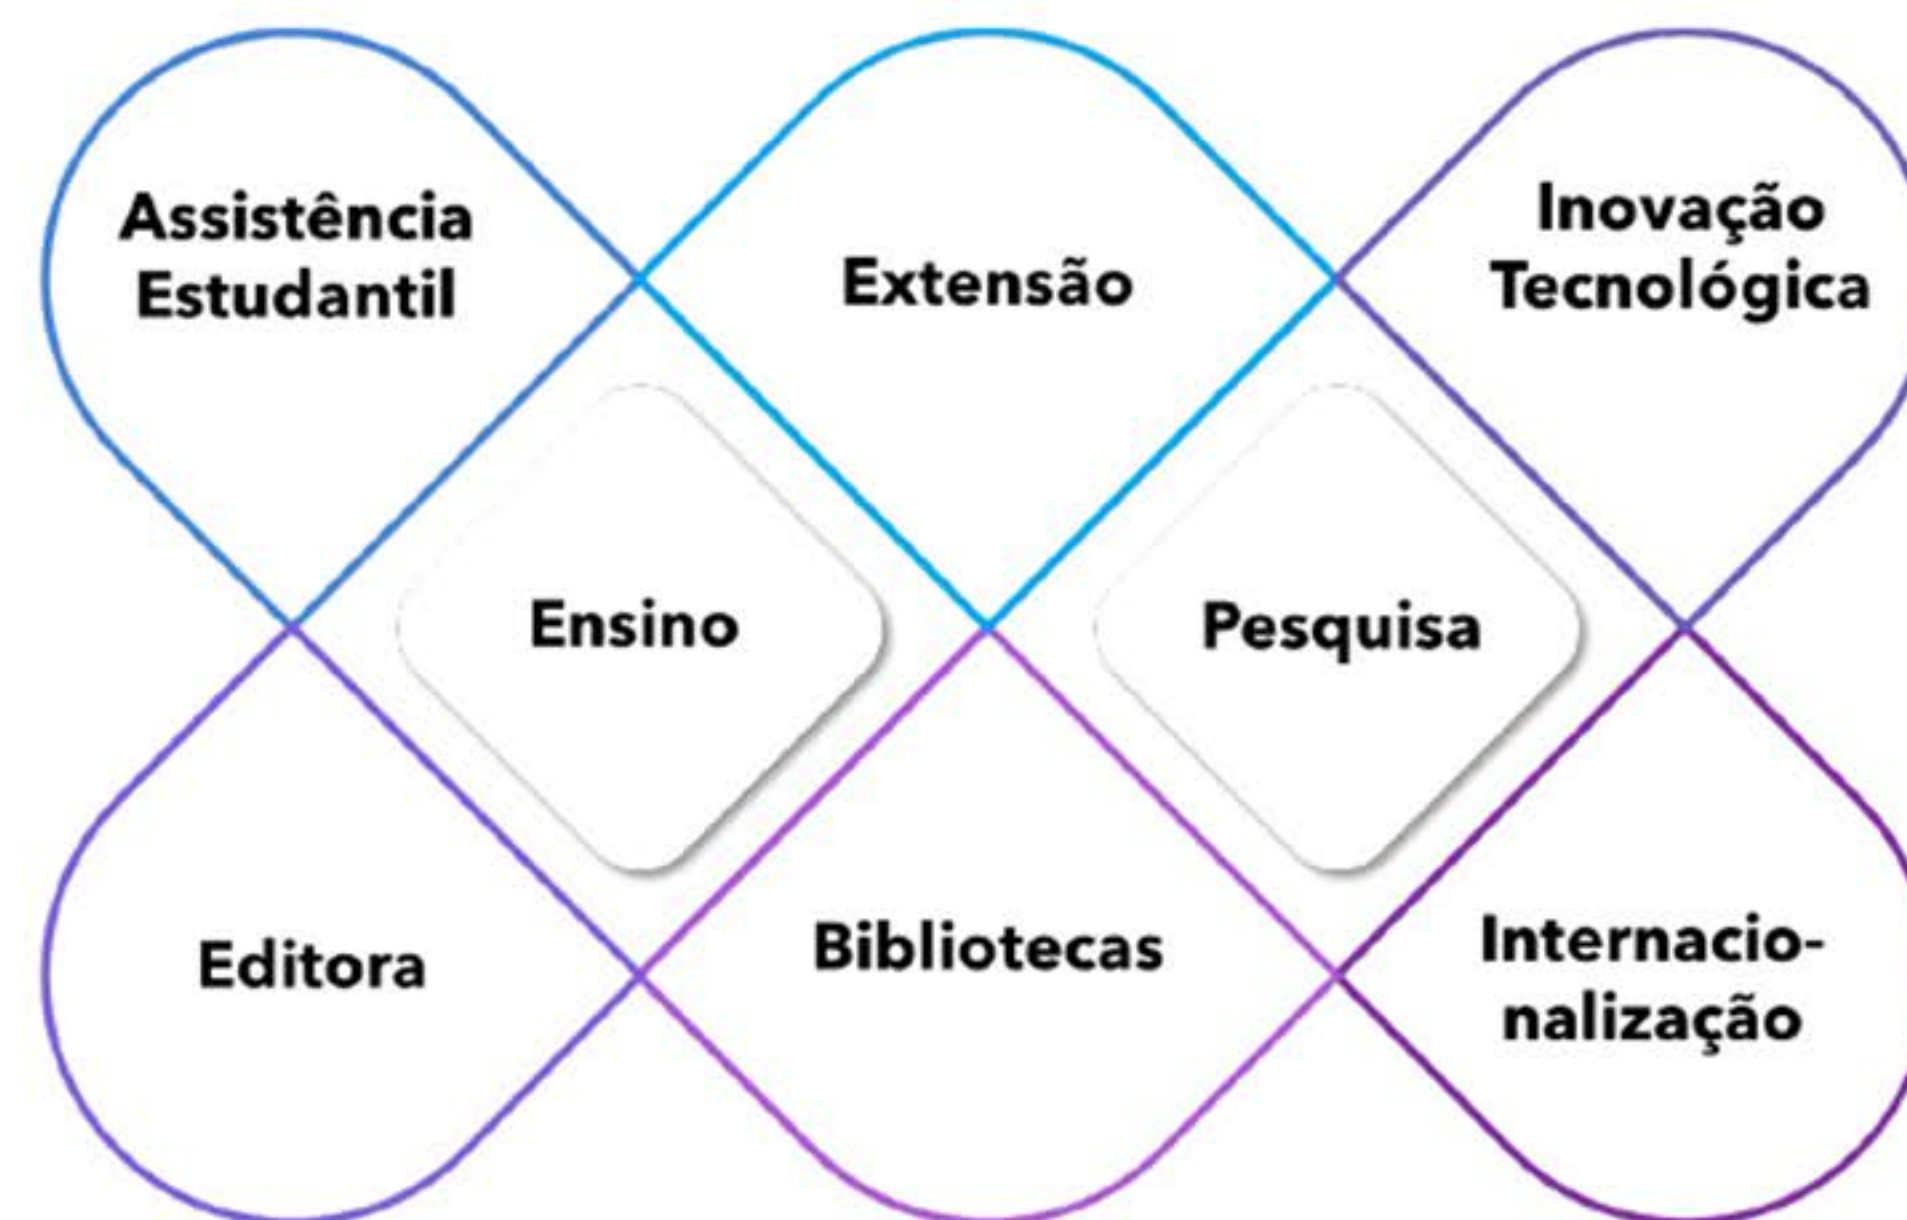 Assistência
Estudantil
Extensão
Inovação
Tecnológica
Ensino
Pesquisa
Editora
Bibliotecas
Internacio-
nalização